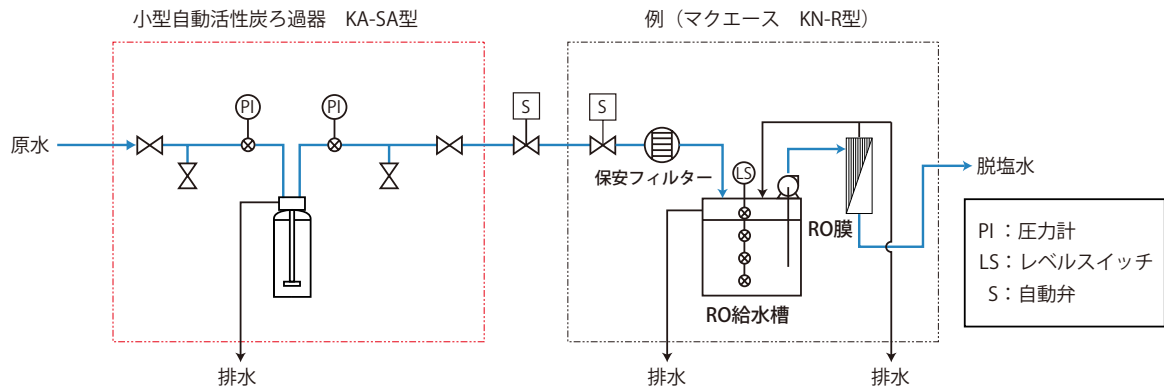 小型自動活性炭ろ過器 KA-SA型
例（マクエース KN-R型）
PI
PI
S
S
原水
保安フィルター
LS
脱塩水
RO膜
RO給水槽
PI：圧力計
LS：レベルスイッチ
S：自動弁
排水
排水
排水